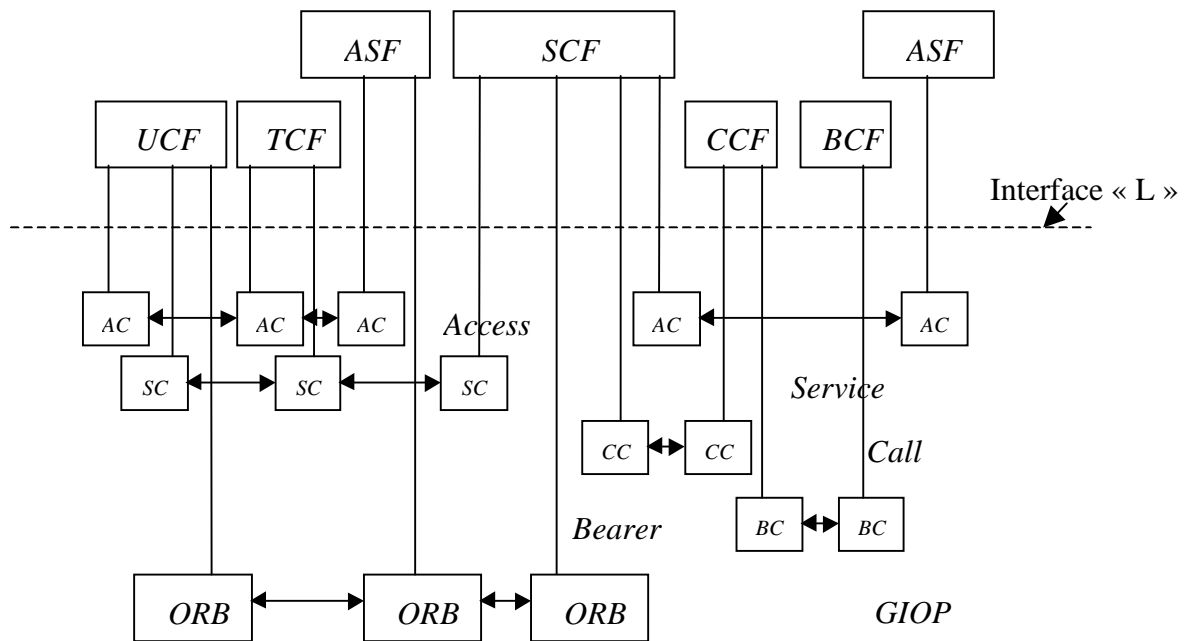 ASF SCF ASF
UCF TCF CCF BCF
Interface « L »
AC AC AC Access AC AC
SC SC SC Service
CC CC Call
Bearer BC BC
ORB ORB ORB GIOP